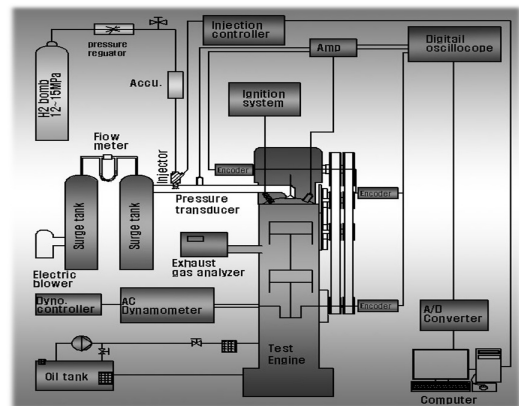 Injection controller
pressure
reguator
Amp
Digitail
oscillocope
H2 bomb
12~15MPa
Accu.
Ignition
system
Flow
meter
Injector
Encoder
Encoder
Surge tank
Surge tank
Pressure
transducer
Electric
blower
Exhaust
gas analyzer
Dyno.
controller
AC
Dynamometer
Encoder
A/D
Converter
Test
Engine
Oil tank
Computer